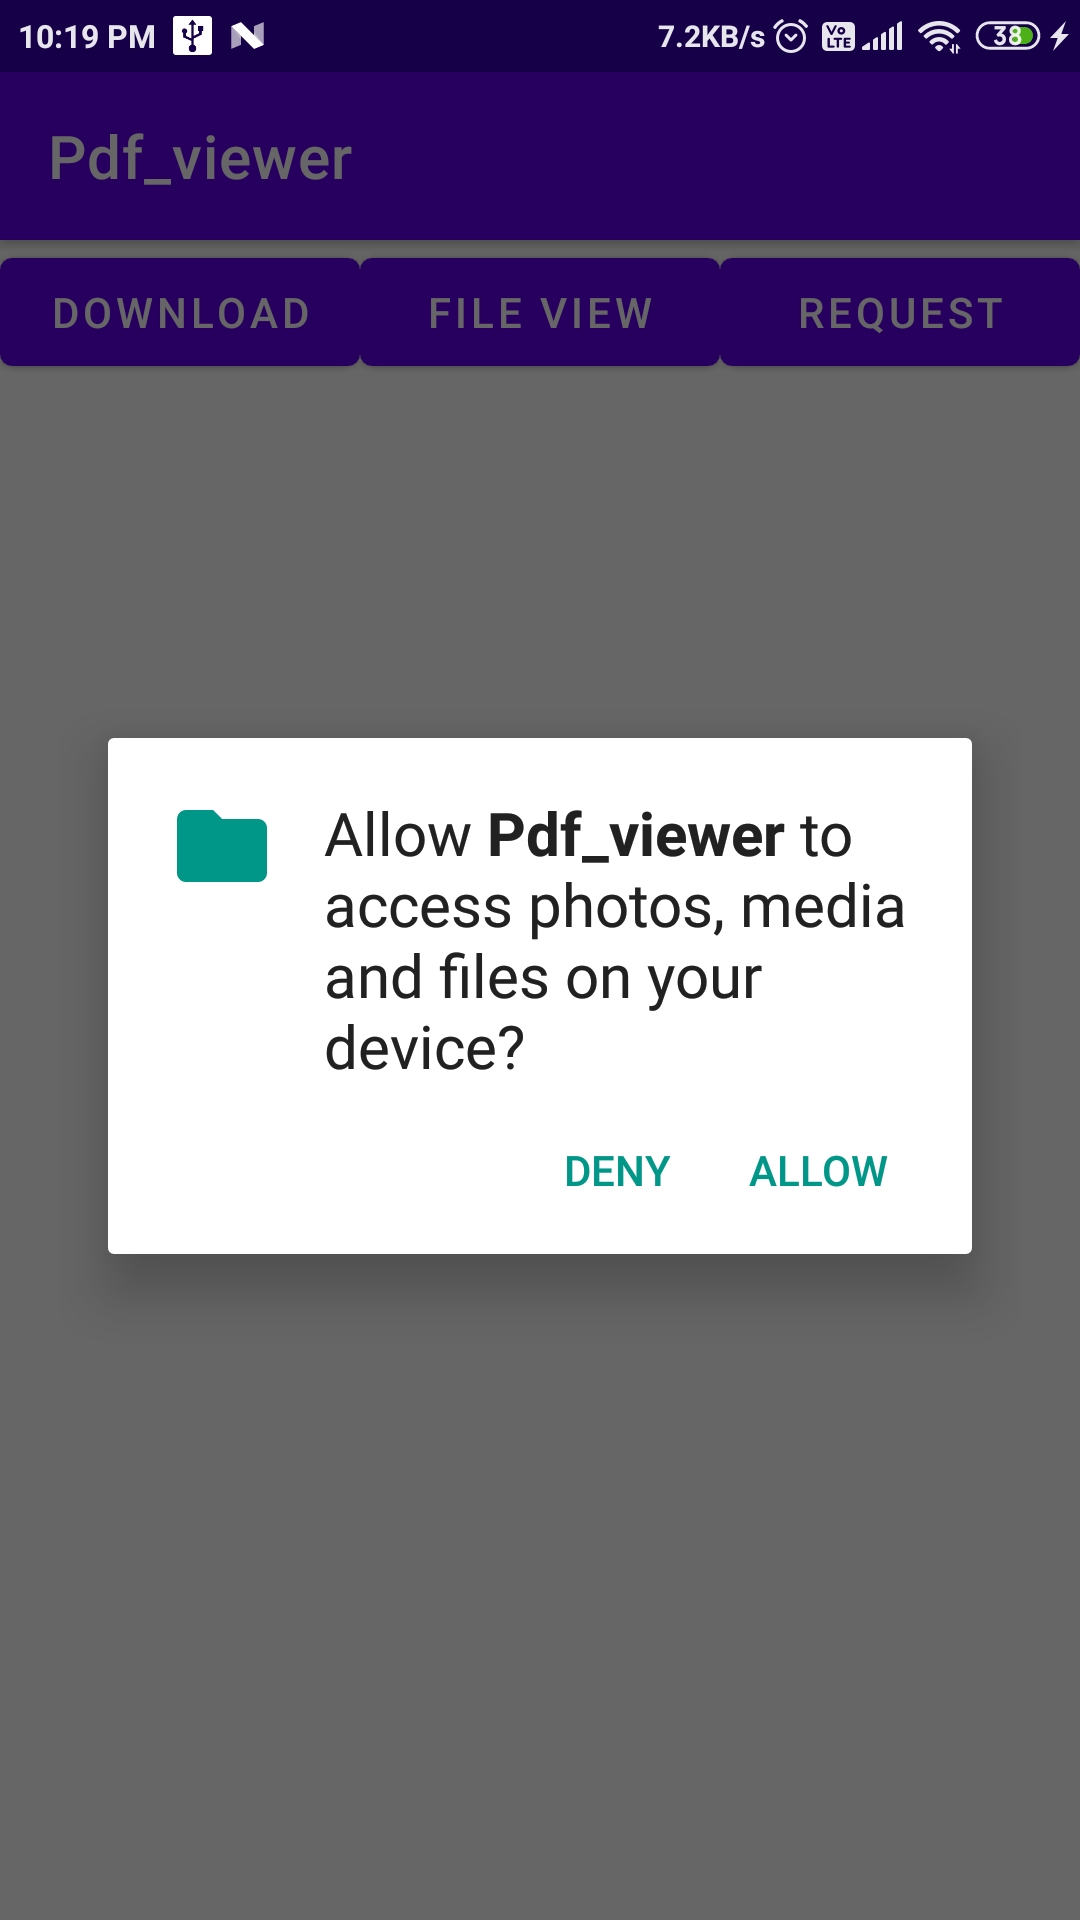 10:19 PM 7.2KB/s Vo LTE 38
Pdf_viewer
DOWNLOAD FILE VIEW REQUEST
Allow Pdf_viewer to
access photos, media
and files on your
device?
DENY ALLOW